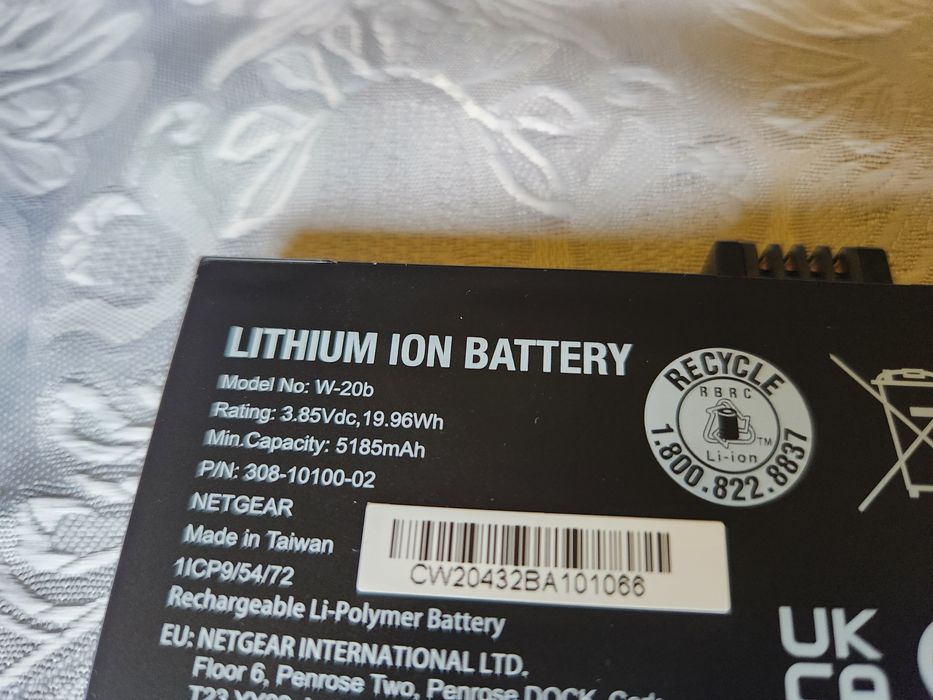 LITHIUM ION BATTERY
Model No: W-20b
Rating: 3.85Vdc,19.96Wh
Min.Capacity: 5185mAh
P/N: 308-10100-02
NETGEAR
Made in Taiwan
1ICP9/54/72
Rechargeable Li-Polymer Battery
EU: NETGEAR INTERNATIONAL LTD.
Floor 6, Penrose Two, Penrose DOCK,
CW20432BA101066
RECYCLE
RBRC
TM
Li-ion
1.800.822.8837
UK
CA